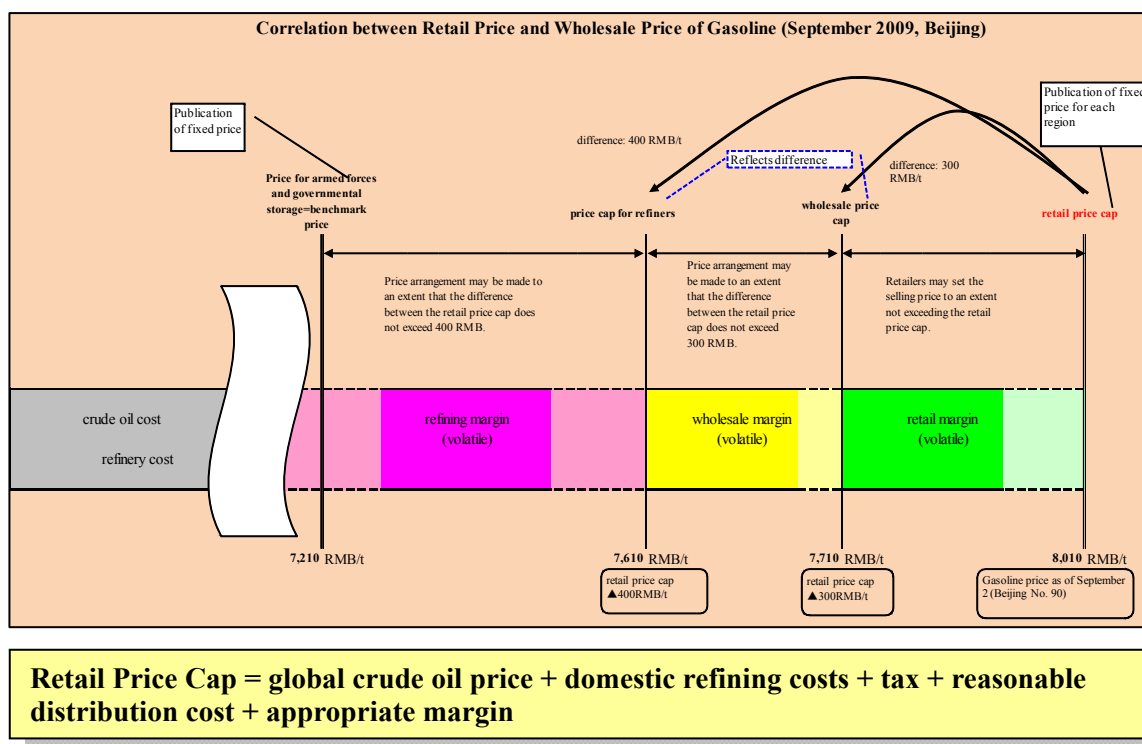 Correlation between Retail Price and Wholesale Price of Gasoline (September 2009, Beijing)
Publication
of fixed price
Publication of fixed
price for each
region
difference: 400 RMB/t
Reflects difference
difference: 300
RMB/t
Price for armed forces
and governmental
storage=benchmark
price
price cap for refiners
wholesale price
cap
retail price cap
Price arrangement may be made to
an extent that the difference
between the retail price cap does
not exceed 400 RMB.
Price arrangement may
be made to an extent
that the difference
between the retail price
cap does not exceed
300 RMB.
Retailers may set the
selling price to an extent
not exceeding the retail
price cap.
crude oil cost
refinery cost
refining margin
(volatile)
wholesale margin
(volatile)
retail margin
(volatile)
7,210 RMB/t
7,610 RMB/t
7,710 RMB/t
8,010 RMB/t
retail price cap
▲400RMB/t
retail price cap
▲300RMB/t
Gasoline price as of September
2 (Beijing No. 90)
Retail Price Cap = global crude oil price + domestic refining costs + tax + reasonable
distribution cost + appropriate margin